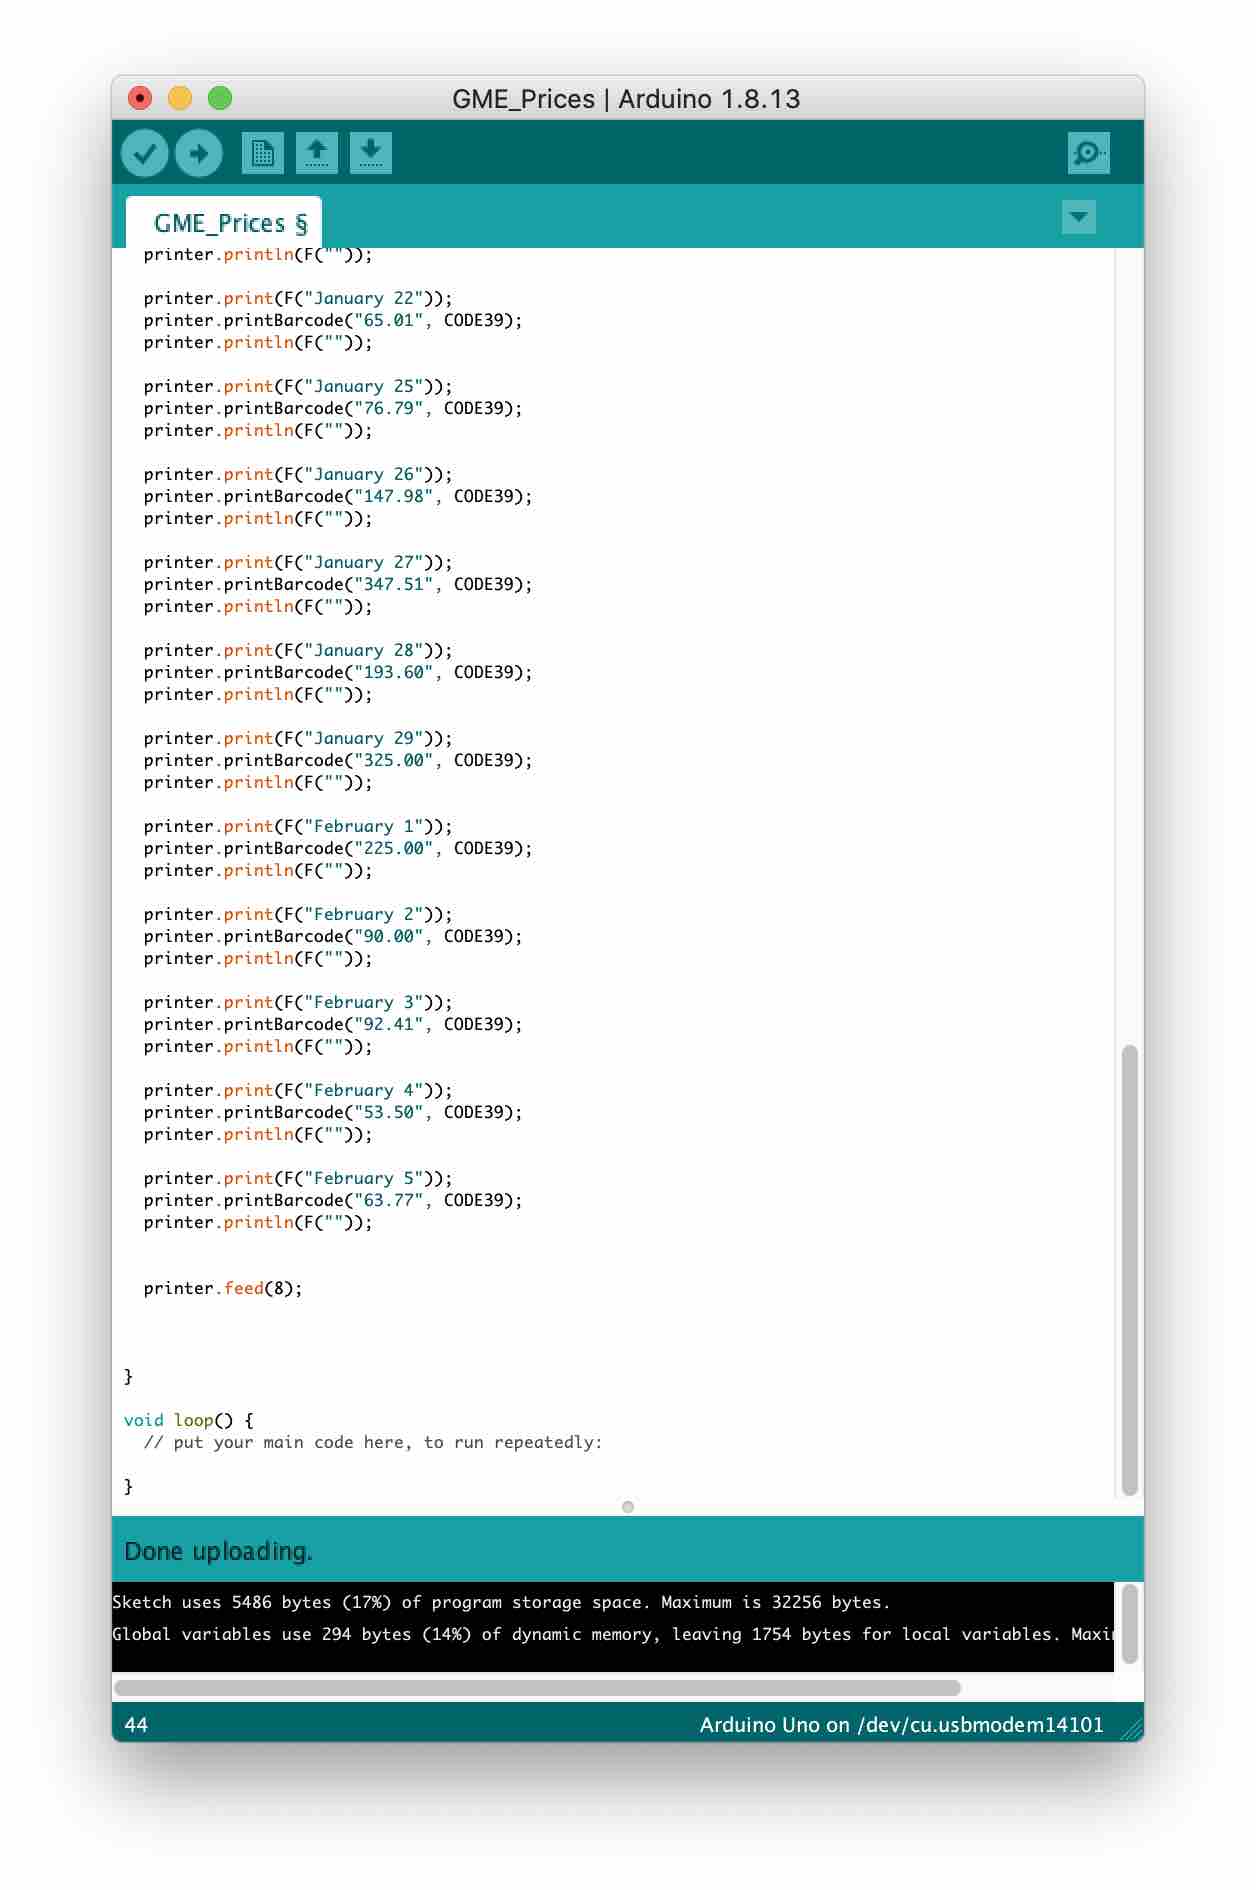 GME_Prices | Arduino 1.8.13
GME_Prices §
printer.println(F(""));
printer.print(F("January 22"));
printer.printBarcode("65.01", CODE39);
printer.println(F(""));
printer.print(F("January 25"));
printer.printBarcode("76.79", CODE39);
printer.println(F(""));
printer.print(F("January 26"));
printer.printBarcode("147.98", CODE39);
printer.println(F(""));
printer.print(F("January 27"));
printer.printBarcode("347.51", CODE39);
printer.println(F(""));
printer.print(F("January 28"));
printer.printBarcode("193.60", CODE39);
printer.println(F(""));
printer.print(F("January 29"));
printer.printBarcode("325.00", CODE39);
printer.println(F(""));
printer.print(F("February 1"));
printer.printBarcode("225.00", CODE39);
printer.println(F(""));
printer.print(F("February 2"));
printer.printBarcode("90.00", CODE39);
printer.println(F(""));
printer.print(F("February 3"));
printer.printBarcode("92.41", CODE39);
printer.println(F(""));
printer.print(F("February 4"));
printer.printBarcode("53.50", CODE39);
printer.println(F(""));
printer.print(F("February 5"));
printer.printBarcode("63.77", CODE39);
printer.println(F(""));
printer.feed(8);
}
void loop() {
// put your main code here, to run repeatedly:
}
Done uploading.
Sketch uses 5486 bytes (17%) of program storage space. Maximum is 32256 bytes.
Global variables use 294 bytes (14%) of dynamic memory, leaving 1754 bytes for local variables.
44
Arduino Uno on /dev/cu.usbmodem14101